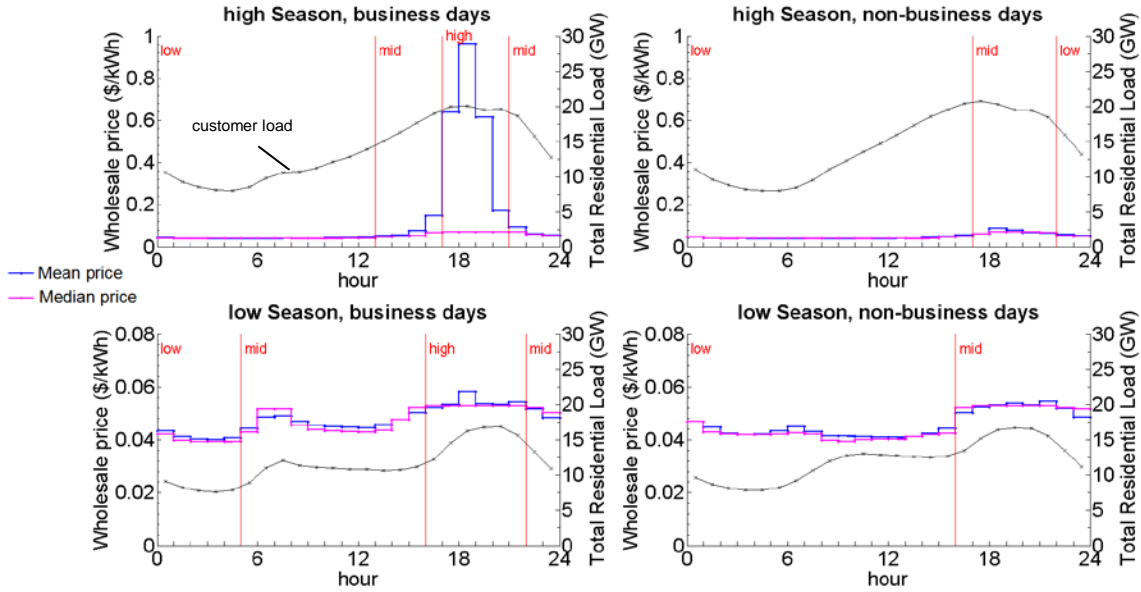 high Season, business days
Wholesale price ($/kWh)
1
0.8
0.6
0.4
0.2
0
low
mid
high
mid
customer load
30
25
20
15
10
5
0
Total Residential Load (GW)
0 6 12 18 24
hour
high Season, non-business days
Wholesale price ($/kWh)
1
0.8
0.6
0.4
0.2
0
low
mid
low
30
25
20
15
10
5
0
Total Residential Load (GW)
0 6 12 18 24
hour
Mean price
Median price
low Season, business days
Wholesale price ($/kWh)
0.08
0.06
0.04
0.02
0
low
mid
high
mid
30
25
20
15
10
5
0
Total Residential Load (GW)
0 6 12 18 24
hour
low Season, non-business days
Wholesale price ($/kWh)
0.08
0.06
0.04
0.02
0
low
mid
30
25
20
15
10
5
0
Total Residential Load (GW)
0 6 12 18 24
hour